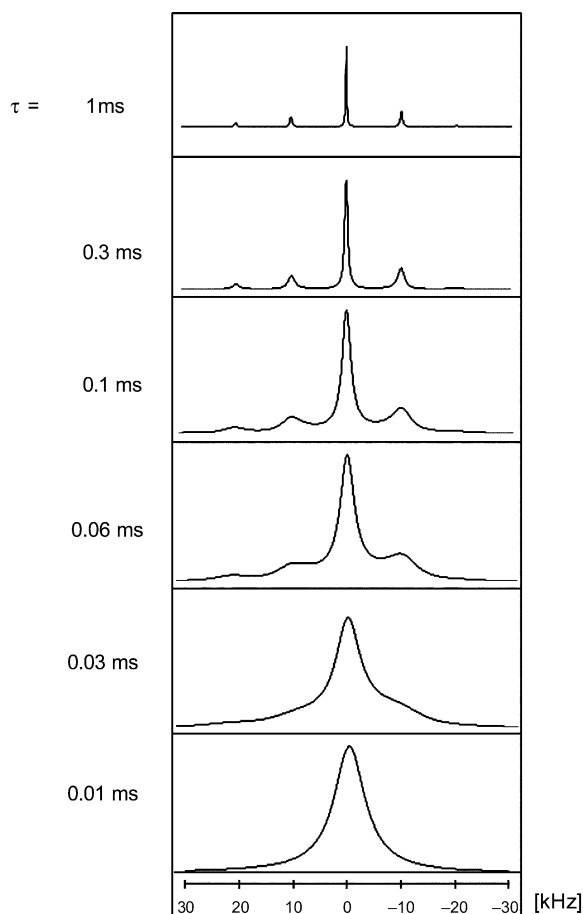 τ = 1ms
0.3 ms
0.1 ms
0.06 ms
0.03 ms
0.01 ms
30 20 10 0 –10 –20 –30 [kHz]